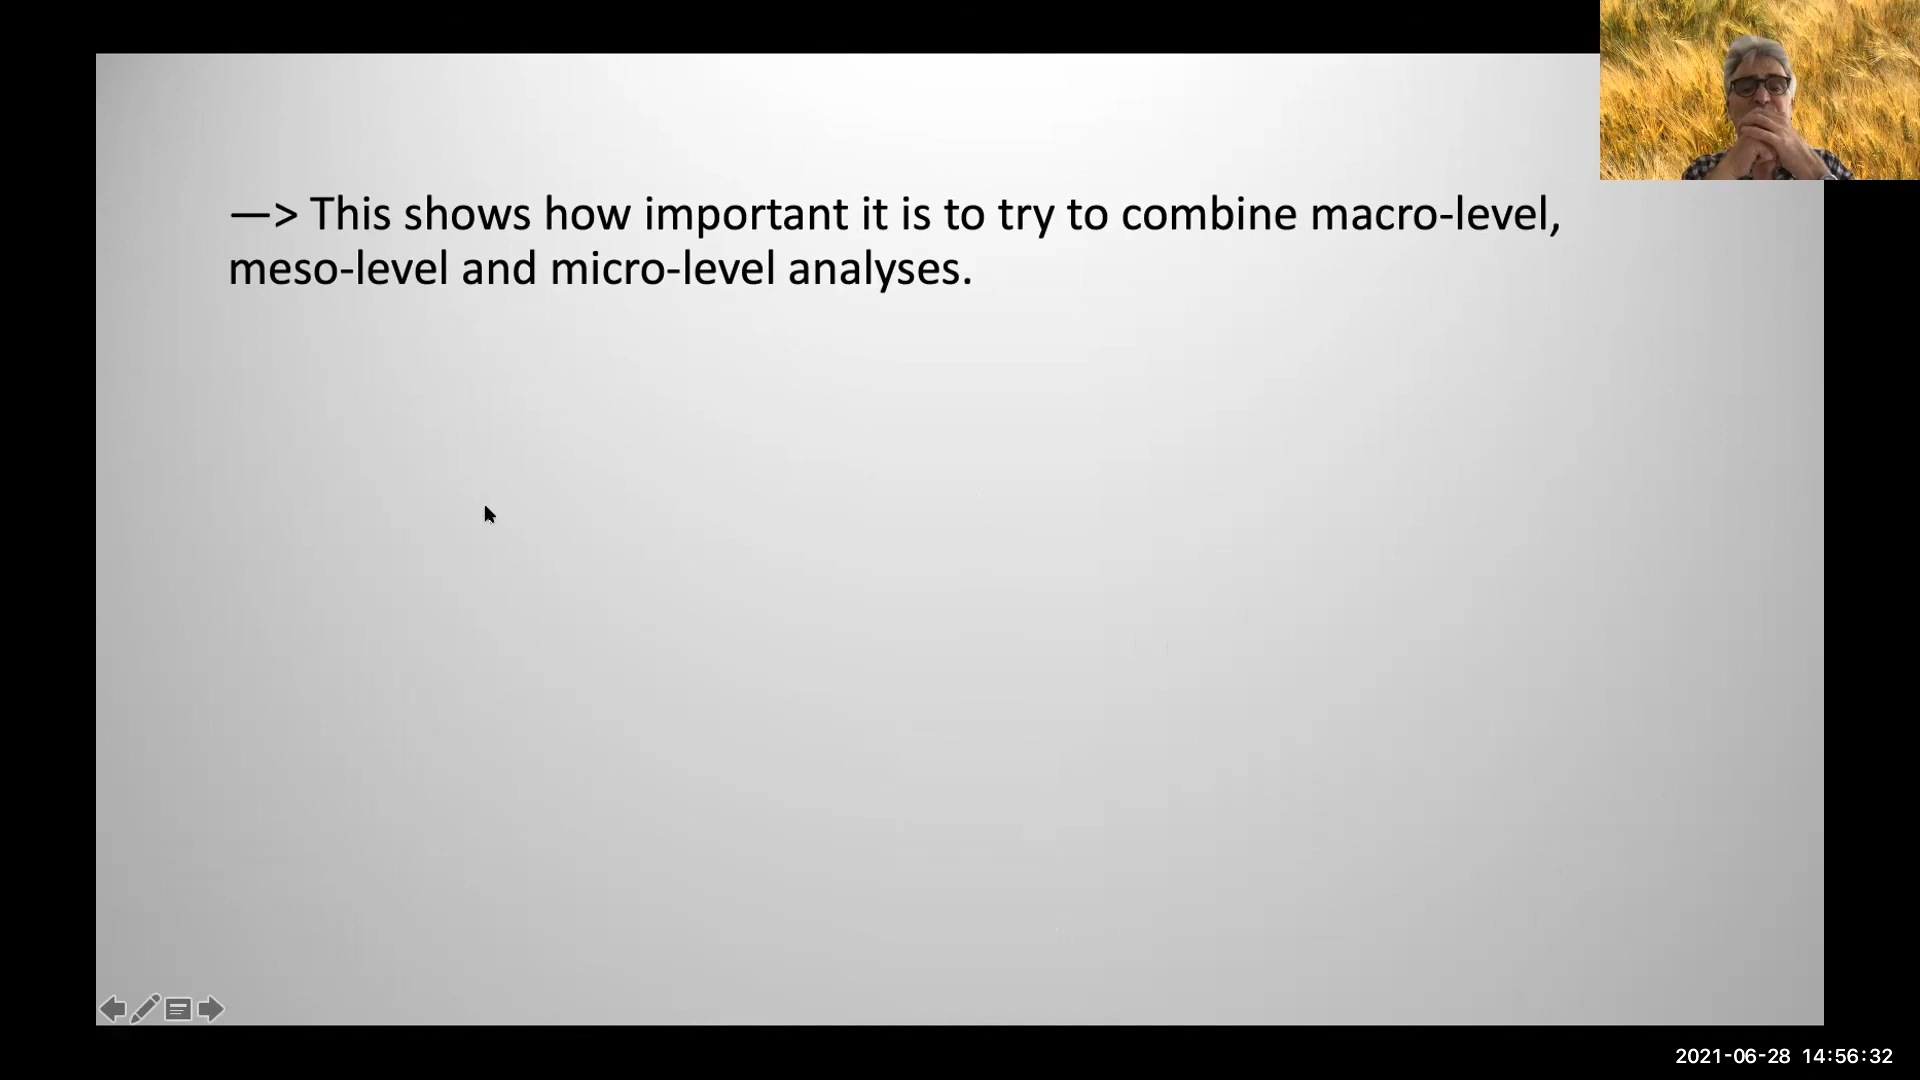 —> This shows how important it is to try to combine macro-level,
meso-level and micro-level analyses.
2021-06-28 14:56:32